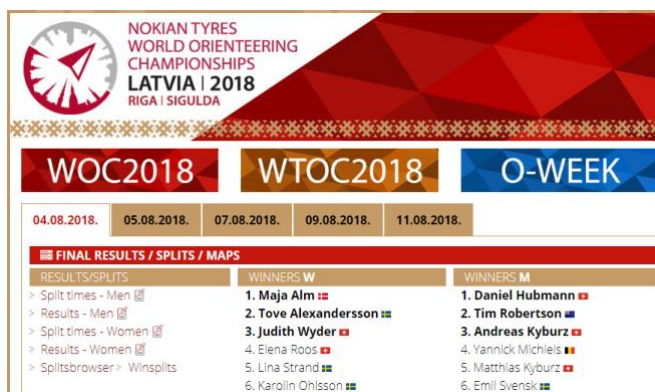 NOKIAN TYRES
WORLD ORIENTEERING
CHAMPIONSHIPS
LATVIA | 2018
RIGA | SIGULDA
WOC2018 WTOC2018 O-WEEK
04.08.2018. 05.08.2018. 07.08.2018. 09.08.2018. 11.08.2018.
FINAL RESULTS / SPLITS / MAPS
RESULTS/SPLITS
> Split times - Men
> Results - Men
> Split times - Women
> Results - Women
> Splitsbrowser > Winsplits
WINNERS W
1. Maja Alm
2. Tove Alexandersson
3. Judith Wyder
4. Elena Roos
5. Lina Strand
6. Karolin Ohlsson
WINNERS M
1. Daniel Hubmann
2. Tim Robertson
3. Andreas Kyburz
4. Yannick Michiels
5. Matthias Kyburz
6. Emil Svensk